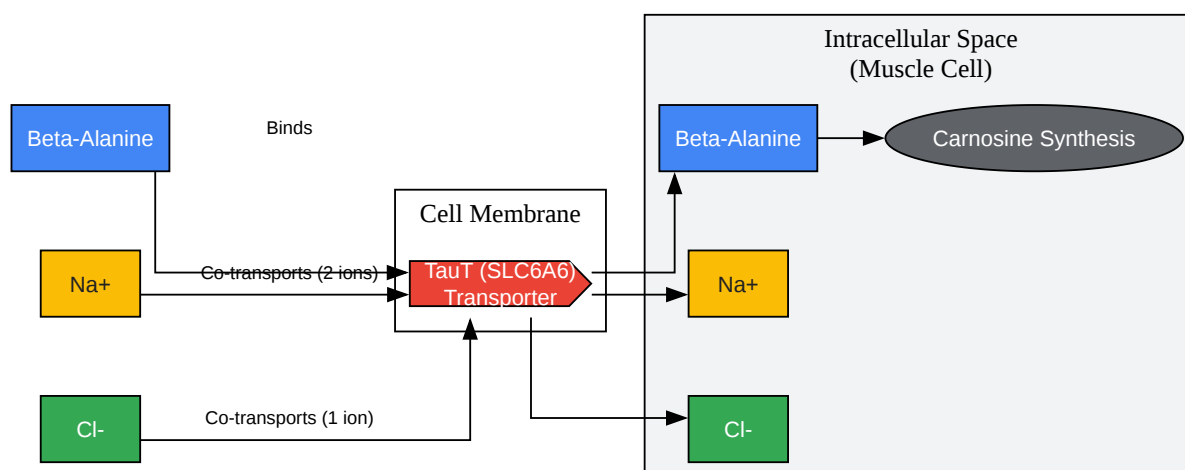 Intracellular Space
(Muscle Cell)
Beta-Alanine
Binds
Beta-Alanine
Carnosine Synthesis
Cell Membrane
Na+
Co-transports (2 ions)
TauT (SLC6A6)
Transporter
Na+
Cl-
Co-transports (1 ion)
Cl-